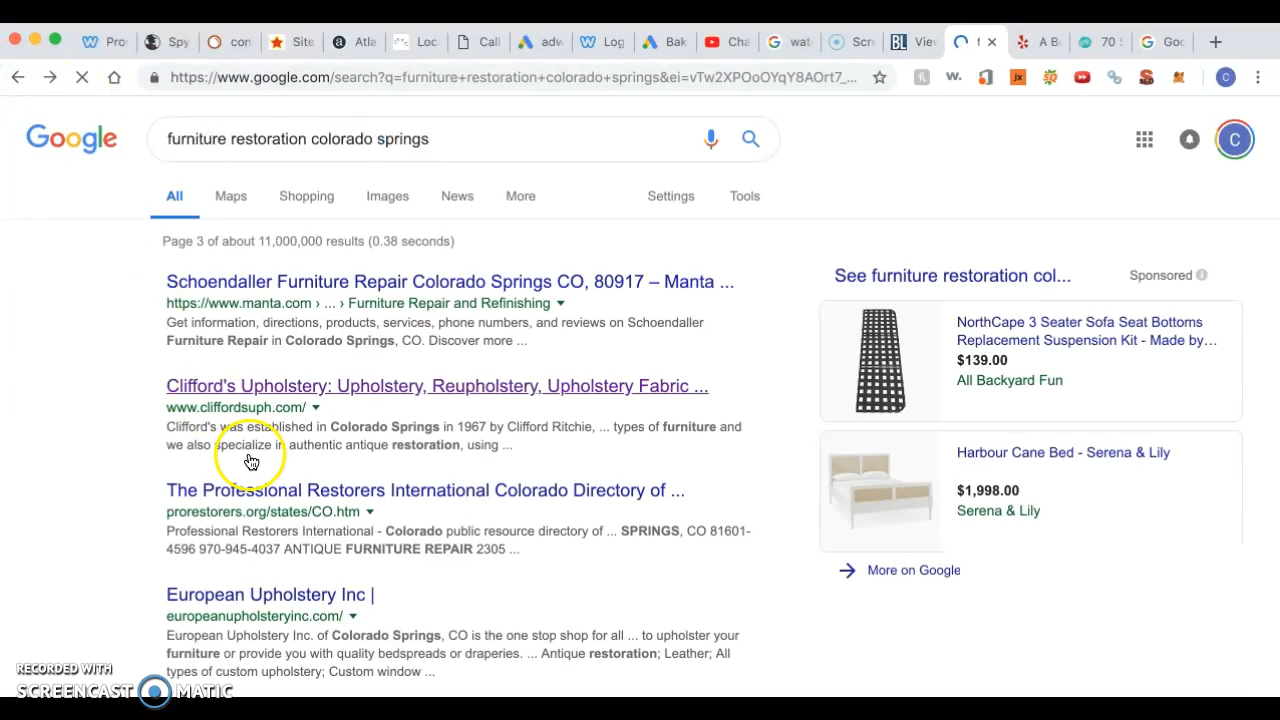 Pro
Spy
con
Site
Atla
Loc
Call
adw
Log
Bak
Cha
wat
Scr
Vie
f
A B
70 S
Goo
https://www.google.com/search?q=furniture+restoration+colorado+springs&ei=vTw2XPOoOYqY8AOrt7_...
Google
furniture restoration colorado springs
C
All Maps Shopping Images News More Settings Tools
Page 3 of about 11,000,000 results (0.38 seconds)
Schoendaller Furniture Repair Colorado Springs CO, 80917 – Manta ...
https://www.manta.com › ... › Furniture Repair and Refinishing
Get information, directions, products, services, phone numbers, and reviews on Schoendaller
Furniture Repair in Colorado Springs, CO. Discover more ...
Clifford's Upholstery: Upholstery, Reupholstery, Upholstery Fabric ...
www.cliffordsuph.com/
Clifford's was established in Colorado Springs in 1967 by Clifford Ritchie, ... types of furniture and
we also specialize in authentic antique restoration, using ...
The Professional Restorers International Colorado Directory of ...
prorestorers.org/states/CO.htm
Professional Restorers International - Colorado public resource directory of ... SPRINGS, CO 81601-
4596 970-945-4037 ANTIQUE FURNITURE REPAIR 2305 ...
European Upholstery Inc |
europeanupholsteryinc.com/
European Upholstery Inc. of Colorado Springs, CO is the one stop shop for all ... to upholster your
furniture or provide you with quality bedspreads or draperies. ... Antique restoration; Leather; All
types of custom upholstery; Custom window ...
See furniture restoration col...
Sponsored
NorthCape 3 Seater Sofa Seat Bottoms
Replacement Suspension Kit - Made by…
$139.00
All Backyard Fun
Harbour Cane Bed - Serena & Lily
$1,998.00
Serena & Lily
More on Google
RECORDED WITH
SCREENCAST MATIC